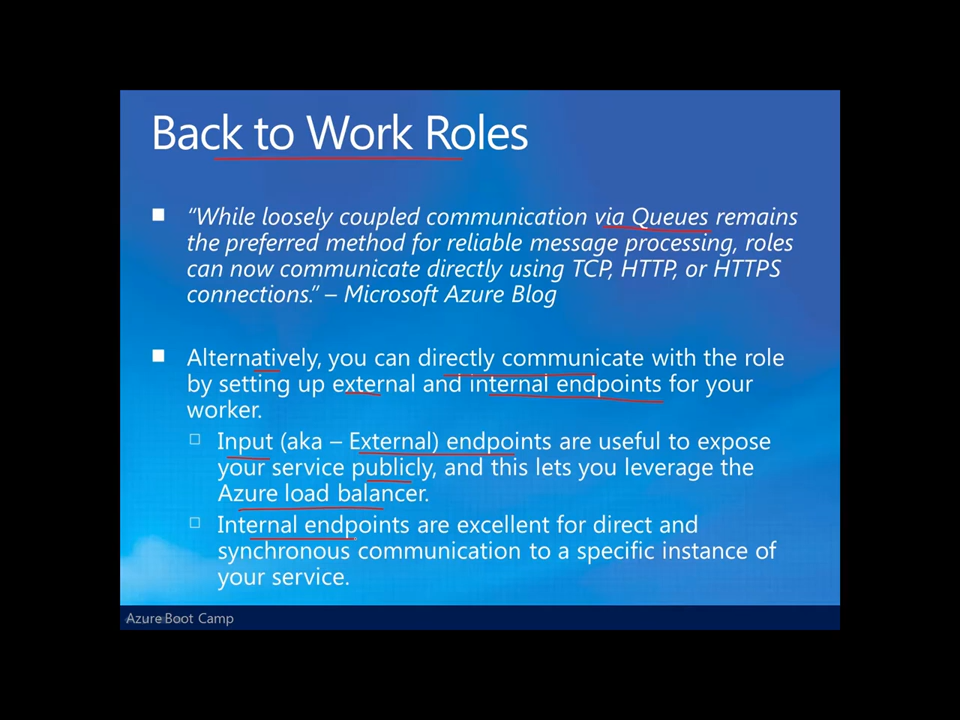 Back to Work Roles
“While loosely coupled communication via Queues remains
the preferred method for reliable message processing, roles
can now communicate directly using TCP, HTTP, or HTTPS
connections.” – Microsoft Azure Blog
Alternatively, you can directly communicate with the role
by setting up external and internal endpoints for your
worker.
Input (aka – External) endpoints are useful to expose
your service publicly, and this lets you leverage the
Azure load balancer.
Internal endpoints are excellent for direct and
synchronous communication to a specific instance of
your service.
Azure Boot Camp